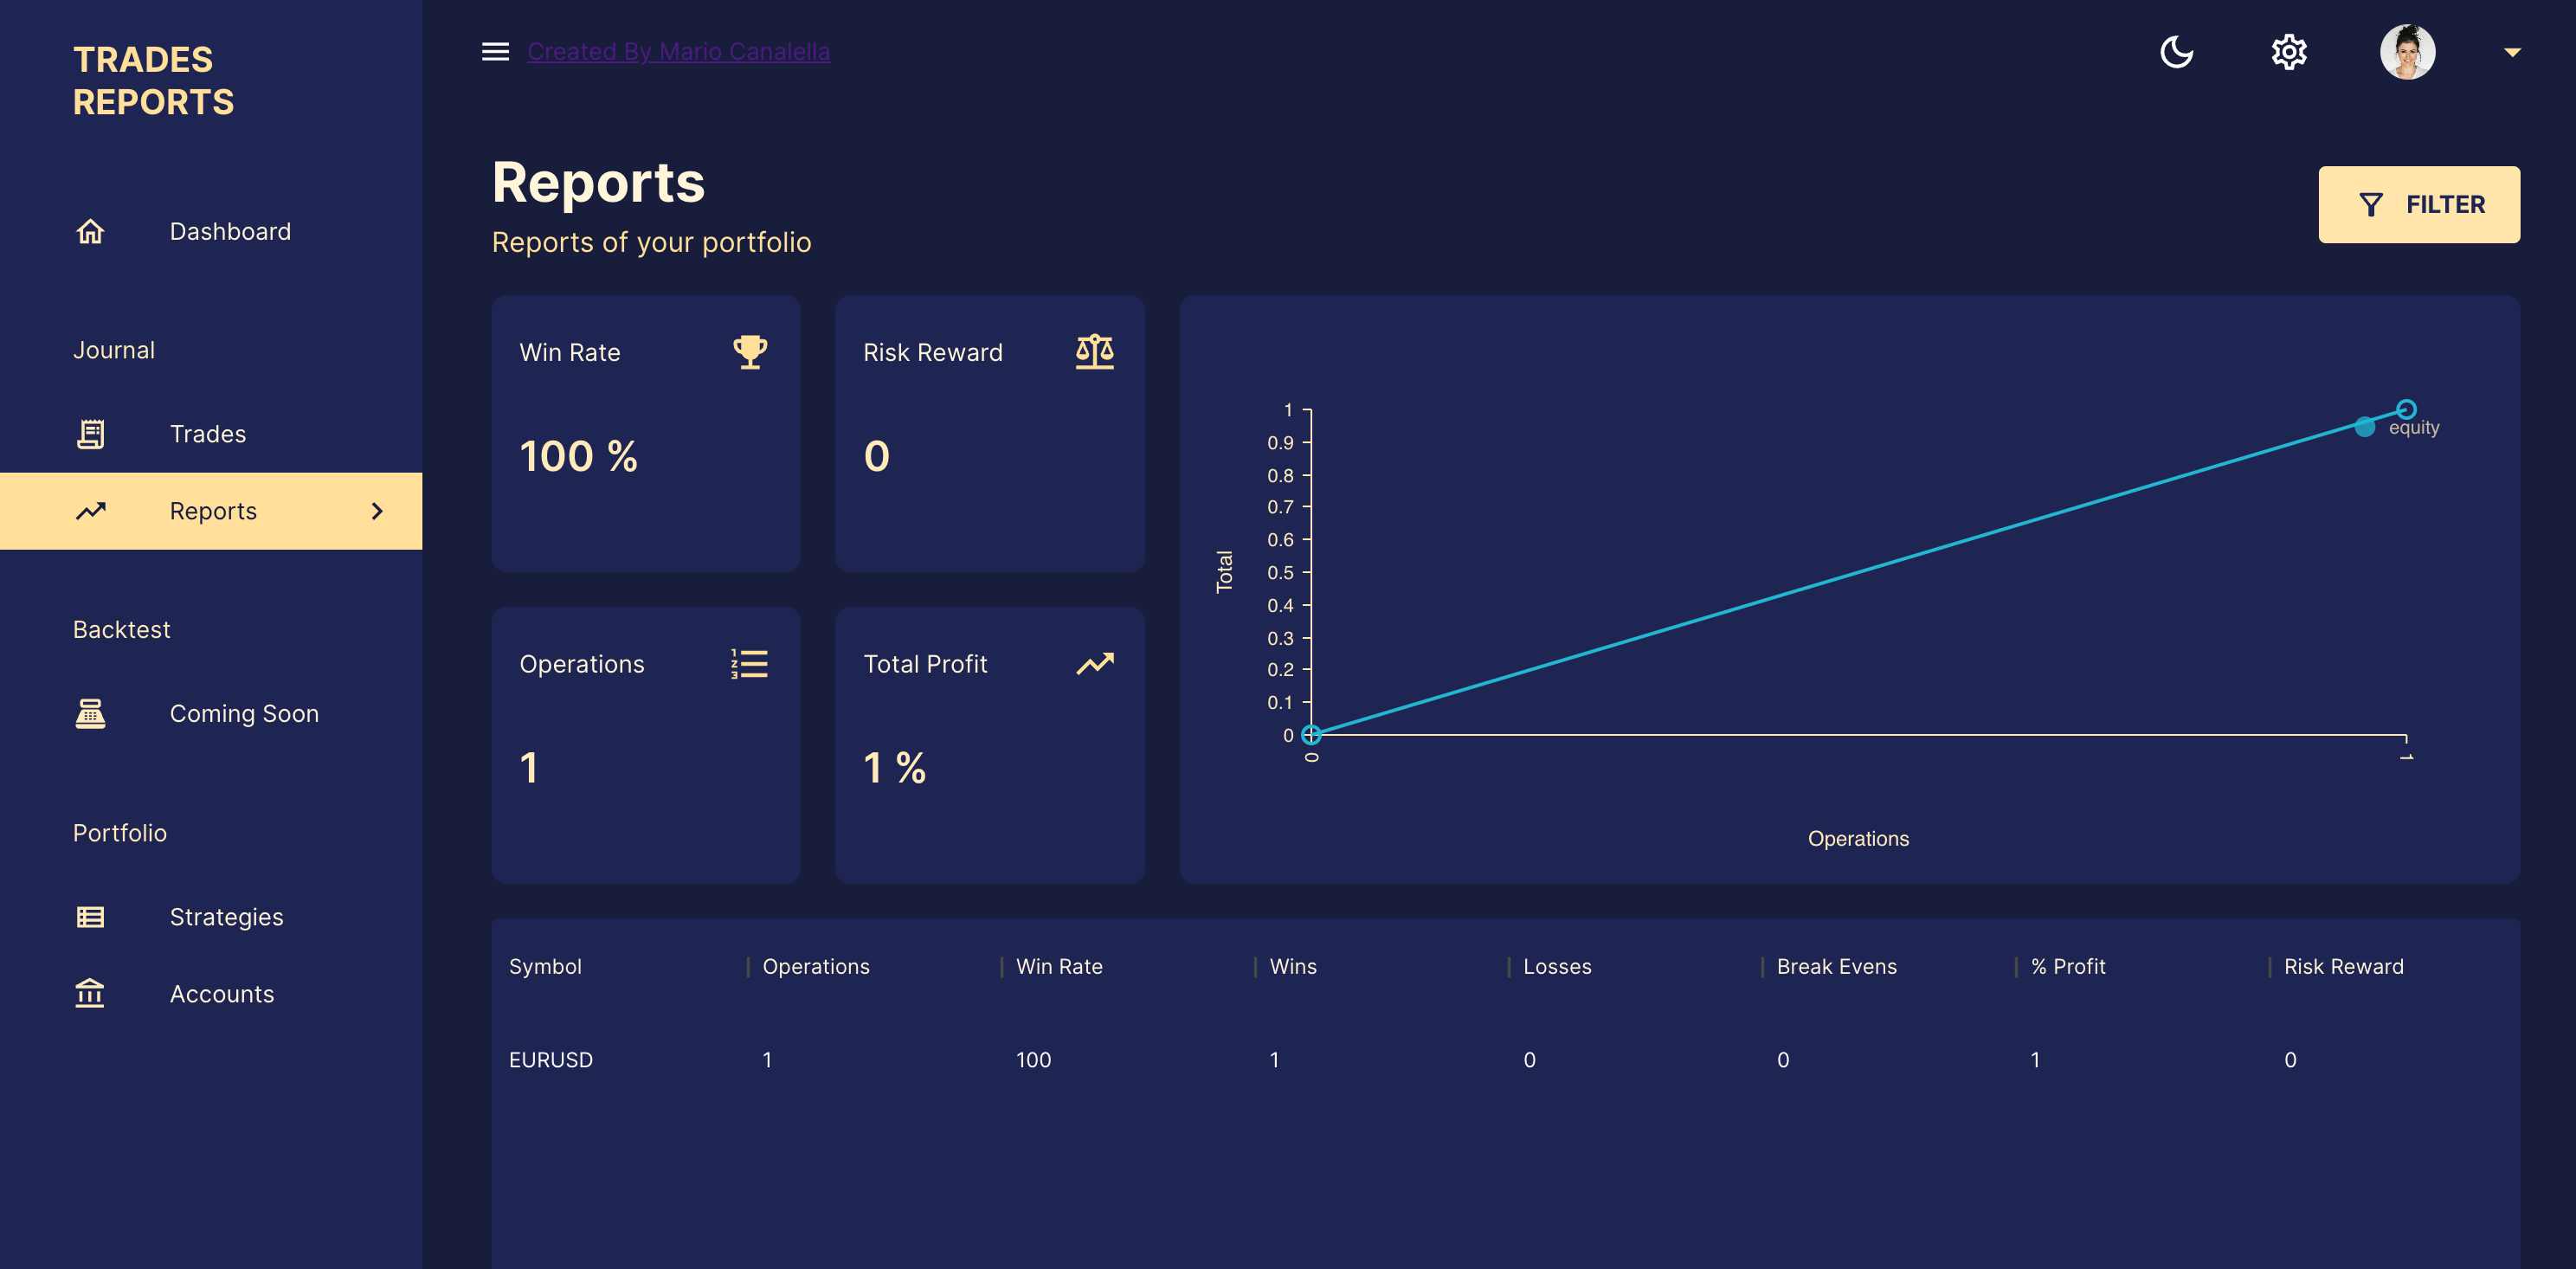 TRADES
REPORTS
Created By Mario Canalella
Dashboard
Journal
Trades
Reports
Backtest
Coming Soon
Portfolio
Strategies
Accounts
Reports
Reports of your portfolio
FILTER
Win Rate
100 %
Risk Reward
0
Operations
1
2
3
1
Total Profit
1 %
1
0.9
0.8
0.7
0.6
0.5
0.4
0.3
0.2
0.1
0
Total
equity
0
1
Operations
Symbol Operations Win Rate Wins Losses Break Evens % Profit Risk Reward
EURUSD 1 100 1 0 0 1 0